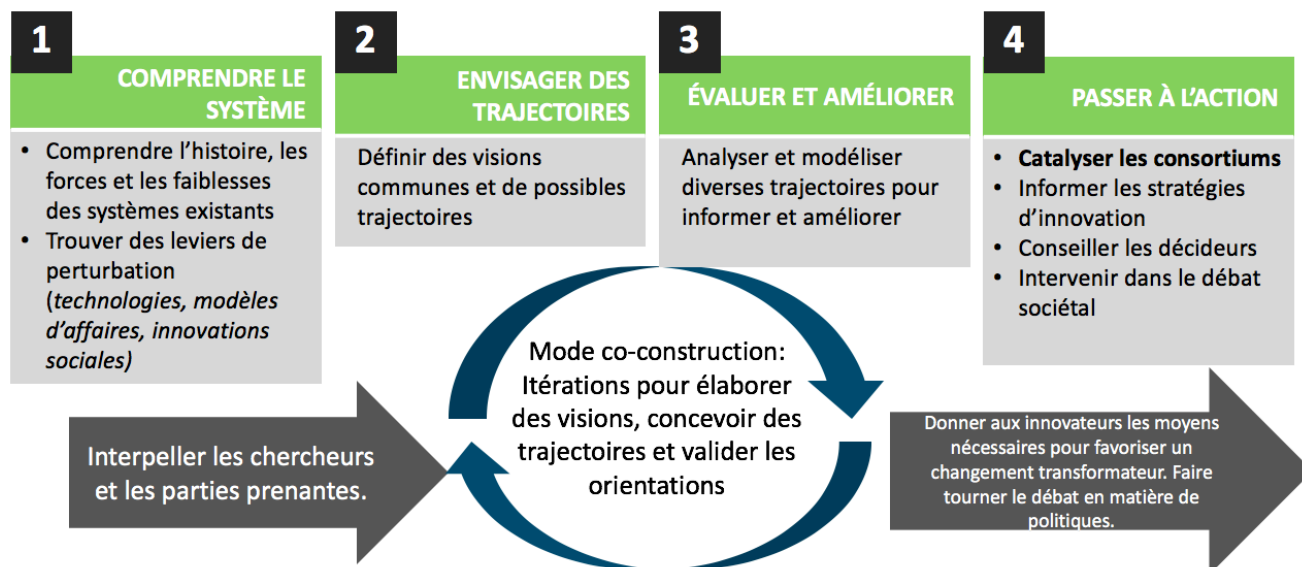 1
COMPRENDRE LE
SYSTÈME
• Comprendre l’histoire, les
forces et les faiblesses
des systèmes existants
• Trouver des leviers de
perturbation
(technologies, modèles
d’affaires, innovations
sociales)
2
ENVISAGER DES
TRAJECTOIRES
Définir des visions
communes et de possibles
trajectoires
3
ÉVALUER ET AMÉLIORER
Analyser et modéliser
diverses trajectoires pour
informer et améliorer
4
PASSER À L’ACTION
• Catalyser les consortiums
• Informer les stratégies
d’innovation
• Conseiller les décideurs
• Intervenir dans le débat
sociétal
Interpeller les chercheurs
et les parties prenantes.
Mode co-construction:
Itérations pour élaborer
des visions, concevoir des
trajectoires et valider les
orientations
Donner aux innovateurs les moyens
nécessaires pour favoriser un
changement transformateur. Faire
tourner le débat en matière de
politiques.